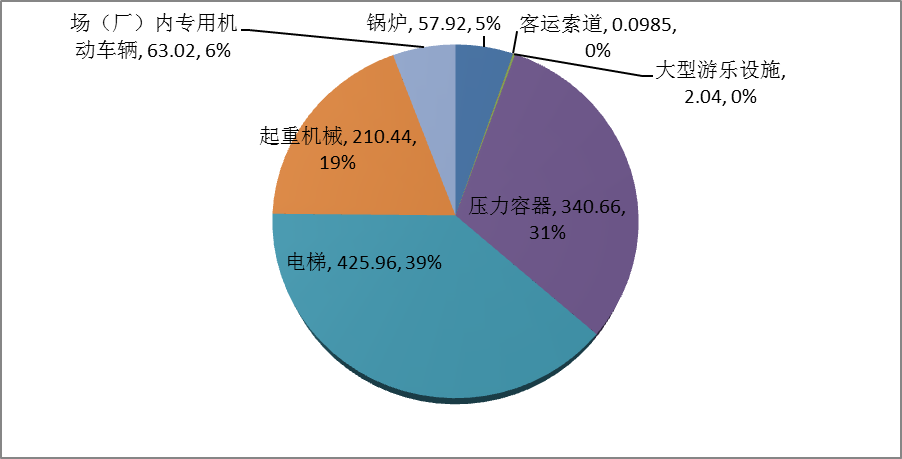 场（厂）内专用机
动车辆, 63.02, 6%
锅炉, 57.92, 5%
客运索道, 0.0985,
0%
大型游乐设施,
2.04, 0%
起重机械, 210.44,
19%
压力容器, 340.66,
31%
电梯, 425.96, 39%